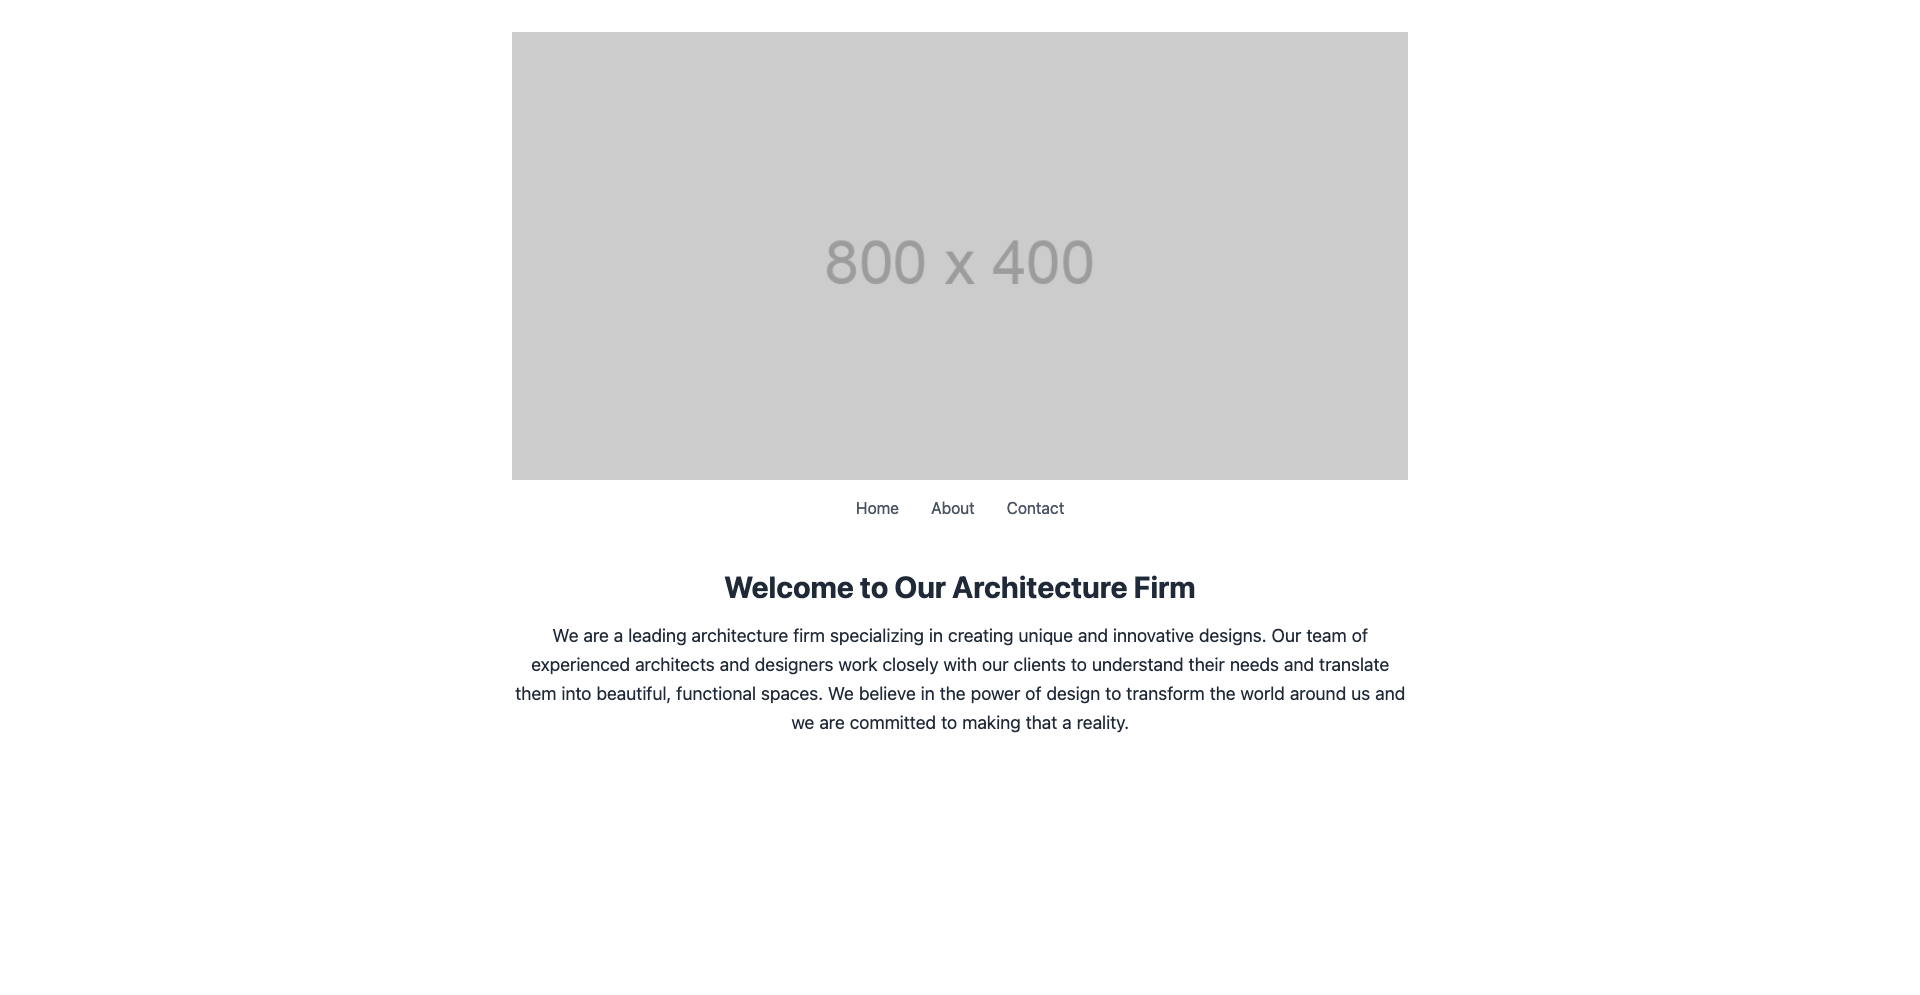 800 x 400
Home About Contact
Welcome to Our Architecture Firm
We are a leading architecture firm specializing in creating unique and innovative designs. Our team of
experienced architects and designers work closely with our clients to understand their needs and translate
them into beautiful, functional spaces. We believe in the power of design to transform the world around us and
we are committed to making that a reality.